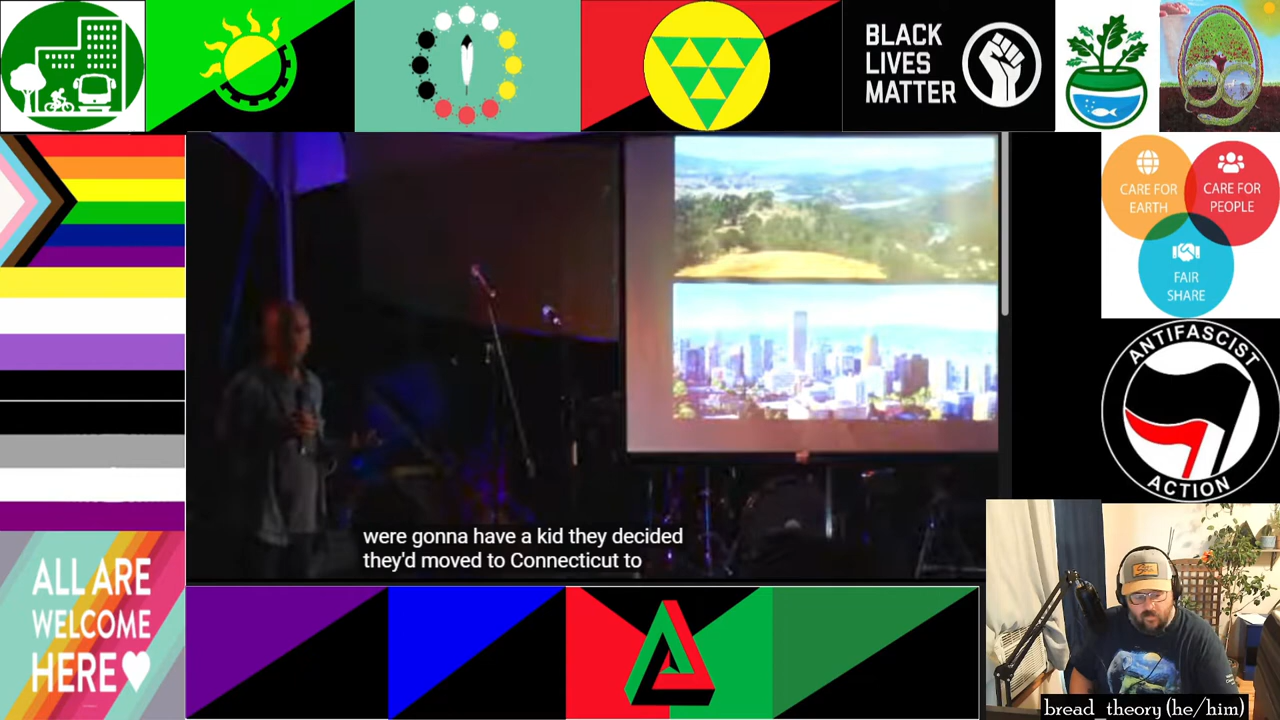 BLACK
LIVES
MATTER
CARE FOR
EARTH
CARE FOR
PEOPLE
FAIR
SHARE
ANTIFASCIST
ACTION
were gonna have a kid they decided
they'd moved to Connecticut to
ALL ARE
WELCOME
HERE
bread_theory (he/him)